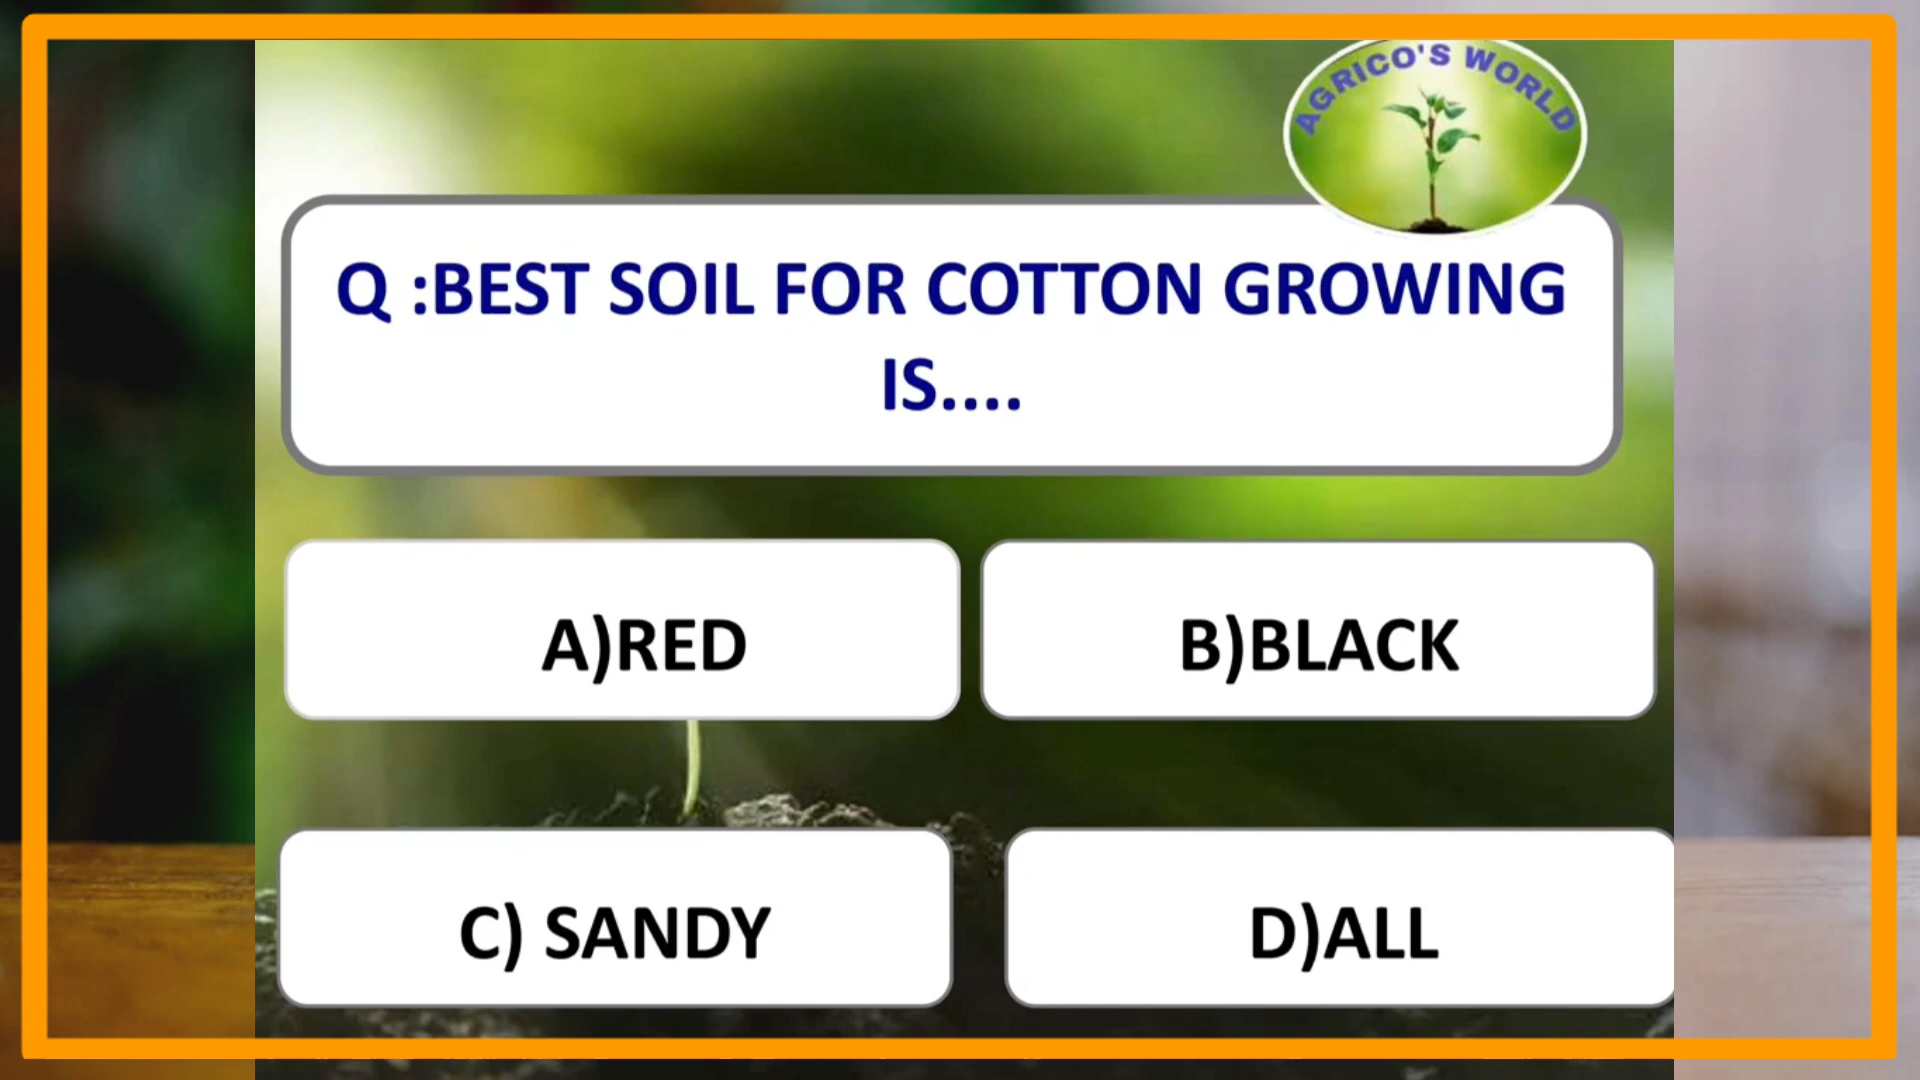 AGRICO'S WORLD
Q :BEST SOIL FOR COTTON GROWING
IS....
A)RED
B)BLACK
C) SANDY
D)ALL